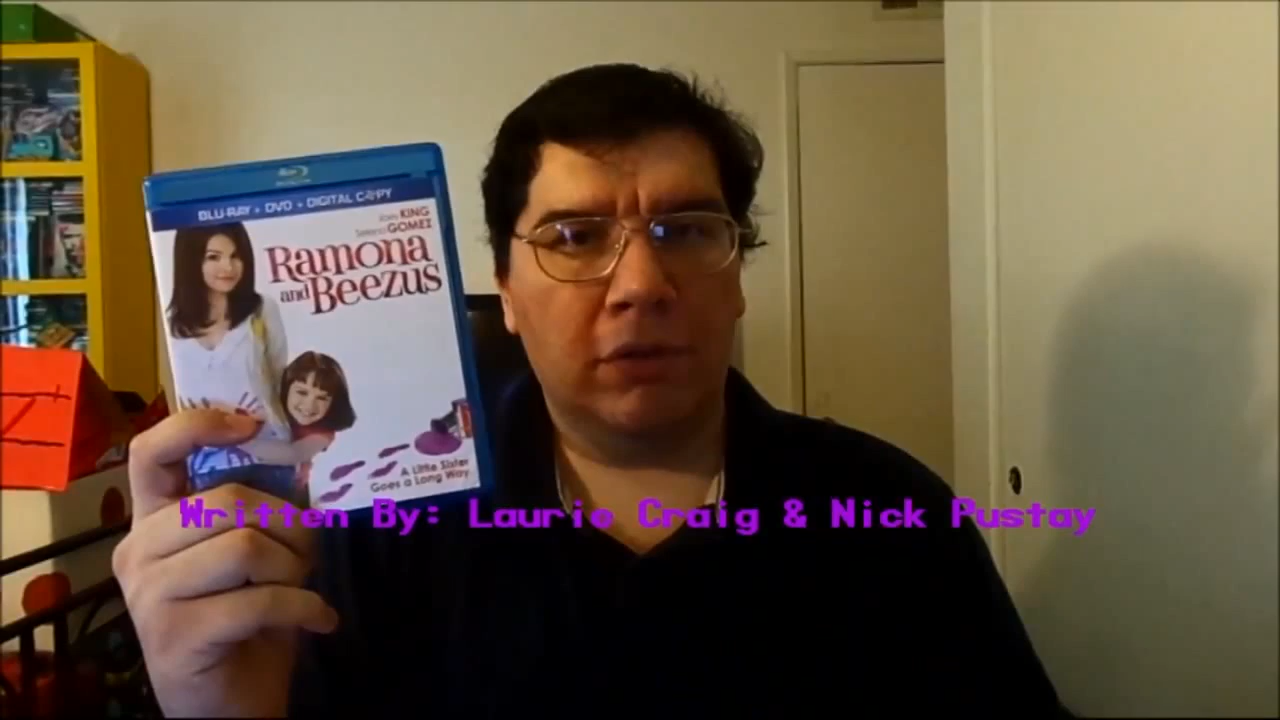 BLU-RAY + DVD + DIGITAL COPY
Joey KING
Selena GOMEZ
Ramona
and Beezus
A Little Sister
Goes a Long Way.
Written By: Laurie Craig & Nick Pustay